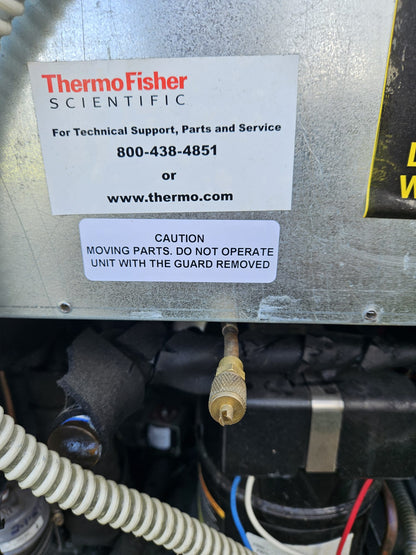 ThermoFisher
SCIENTIFIC
For Technical Support, Parts and Service
800-438-4851
or
www.thermo.com
CAUTION
MOVING PARTS. DO NOT OPERATE
UNIT WITH THE GUARD REMOVED